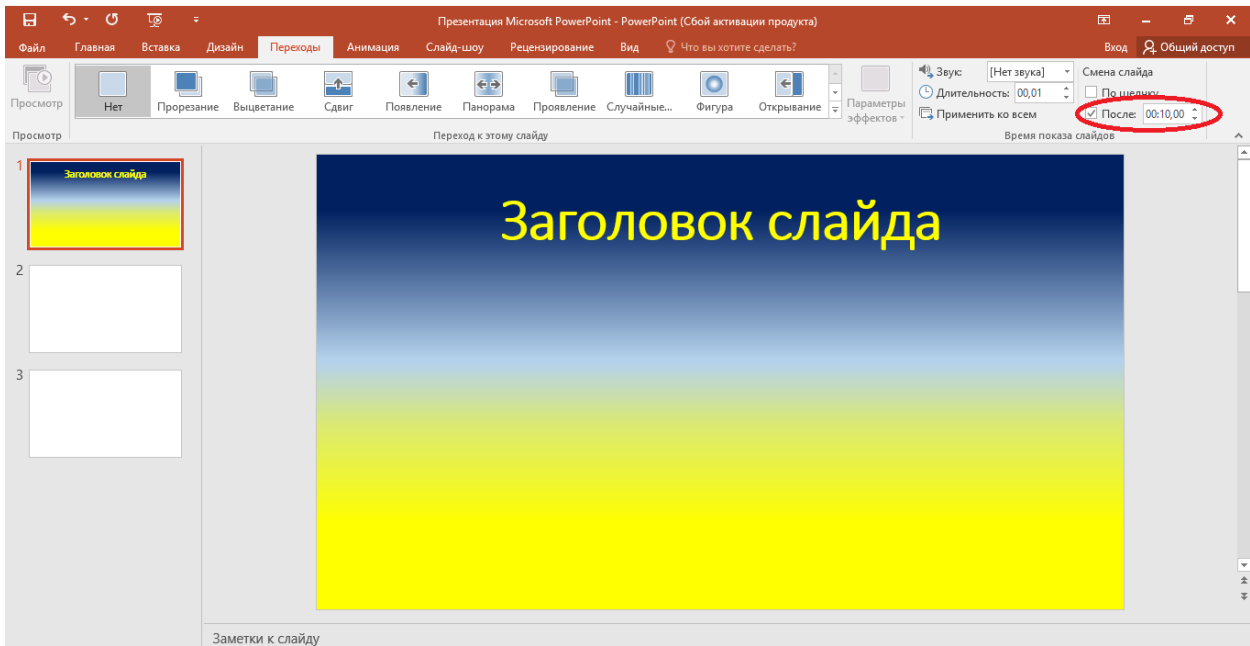 Презентация Microsoft PowerPoint - PowerPoint (Сбой активации продукта)
Файл Главная Вставка Дизайн Переходы Анимация Слайд-шоу Рецензирование Вид Что вы хотите сделать? Вход Общий доступ
Просмотр
Нет Прорезание Выцветание Сдвиг Появление Панорама Проявление Случайные... Фигура Открывание
Параметры эффектов
Звук: [Нет звука]
Длительность: 00,01
Применить ко всем
Смена слайда
По щелчку
После: 00:10,00
Просмотр
Переход к этому слайду
Время показа слайдов
1
Заголовок слайда
2
3
Заголовок слайда
Заметки к слайду